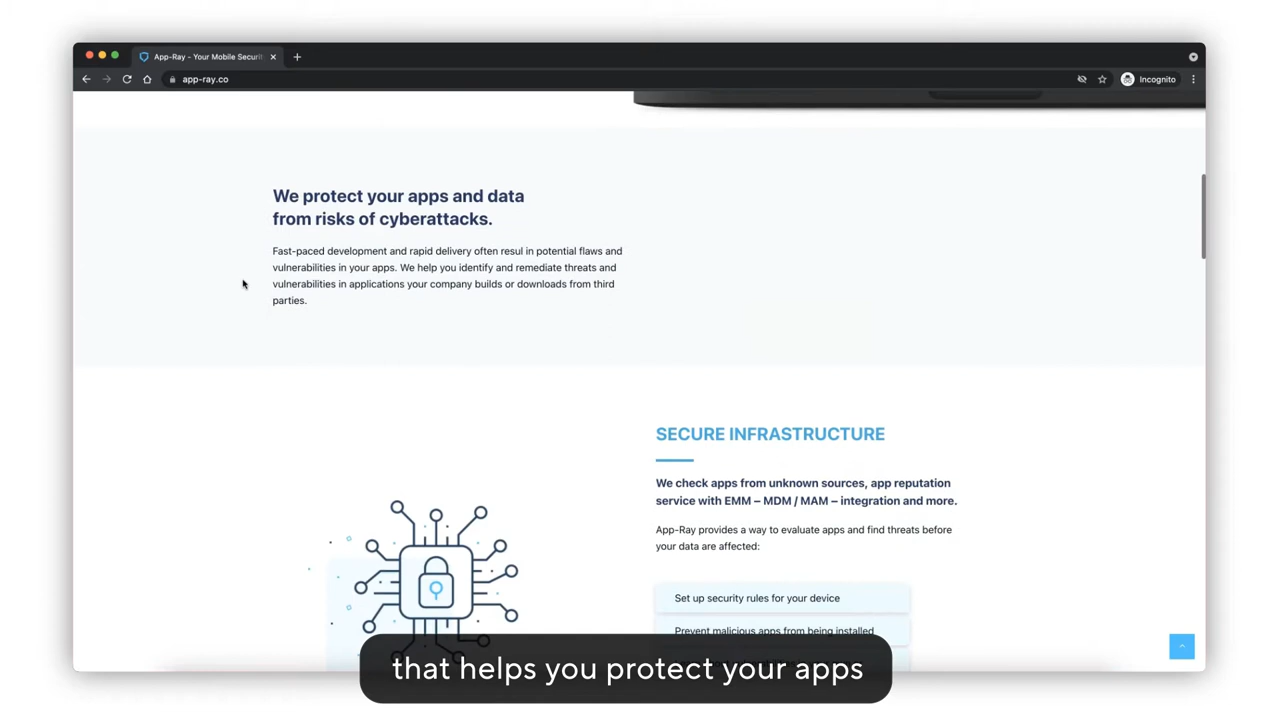 App-Ray - Your Mobile Securit
app-ray.co
Incognito
We protect your apps and data
from risks of cyberattacks.
Fast-paced development and rapid delivery often resul in potential flaws and
vulnerabilities in your apps. We help you identify and remediate threats and
vulnerabilities in applications your company builds or downloads from third
parties.
SECURE INFRASTRUCTURE
We check apps from unknown sources, app reputation
service with EMM – MDM / MAM – integration and more.
App-Ray provides a way to evaluate apps and find threats before
your data are affected:
Set up security rules for your device
Prevent malicious apps from being installed
that helps you protect your apps